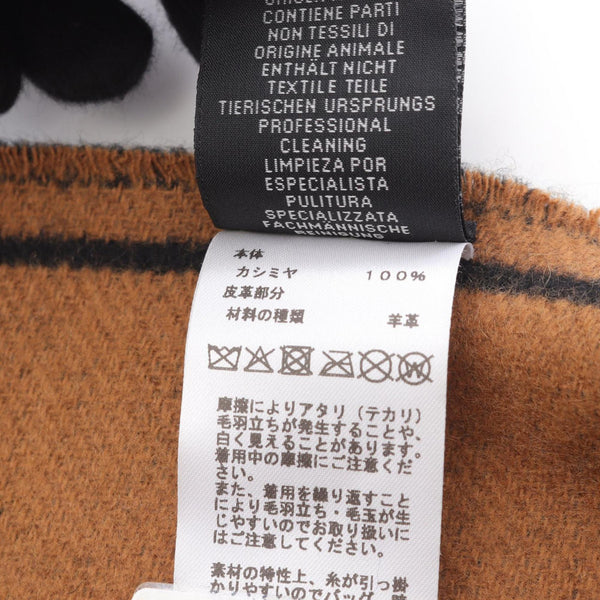 CONTIENE PARTI
NON TESSILI DI
ORIGINE ANIMALE
ENTHÄLT NICHT
TEXTILE TEILE
TIERISCHEN URSPRUNGS
PROFESSIONAL
CLEANING
LIMPIEZA POR
ESPECIALISTA
PULITURA
SPECIALIZZATA
FACHMÄNNISCHE
REINIGUNG
本体
カシミヤ 100%
皮革部分
材料の種類 羊革
摩擦によりアタリ（テカリ）
毛羽立ちが発生することや、
白く見えることがあります。
着用中の摩擦にご注意くだ
さい。
また、着用を繰り返すこと
により毛羽立ち・毛玉が生
じやすいのでお取り扱いに
はご注意ください。
素材の特性上、糸が引っ掛
かりやすいのでバッグ、